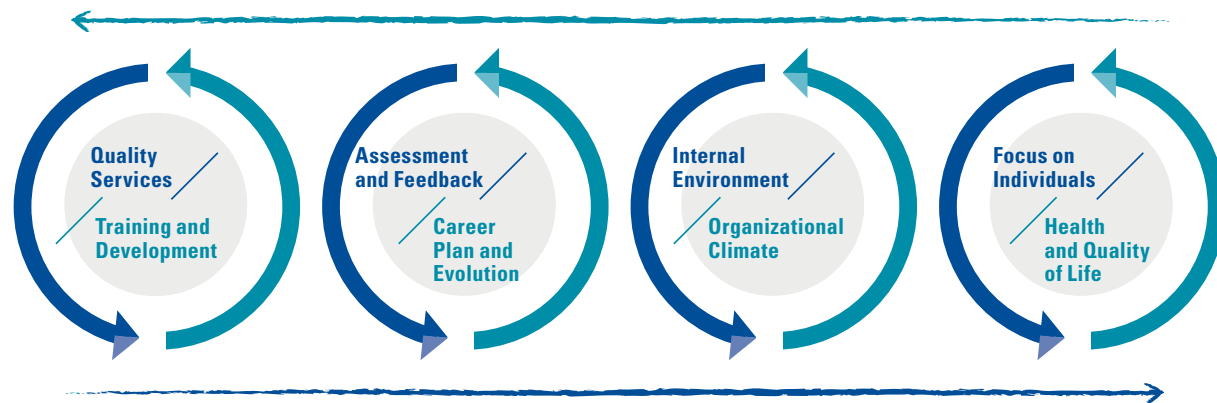 Quality
Services
Training and
Development
Assessment
and Feedback
Career
Plan and
Evolution
Internal
Environment
Organizational
Climate
Focus on
Individuals
Health
and Quality
of Life